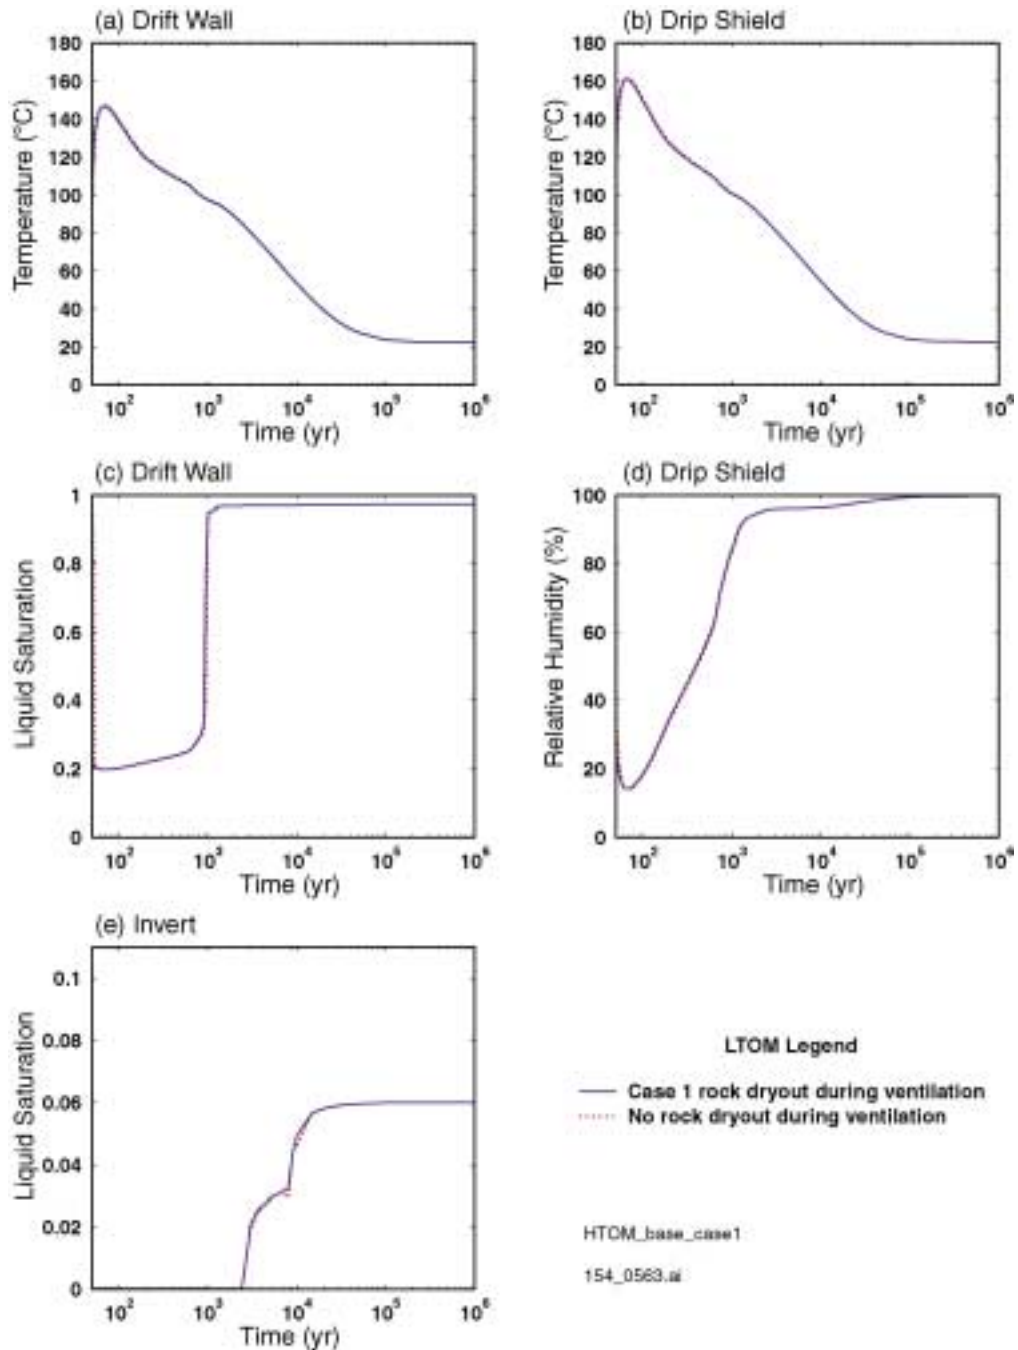 (a) Drift Wall
Temperature (°C)
180
160
140
120
100
80
60
40
20
0
10² 10³ 10⁴ 10⁵ 10⁶
Time (yr)
(b) Drip Shield
Temperature (°C)
180
160
140
120
100
80
60
40
20
0
10² 10³ 10⁴ 10⁵ 10⁶
Time (yr)
(c) Drift Wall
Liquid Saturation
1
0.8
0.6
0.4
0.2
0
10² 10³ 10⁴ 10⁵ 10⁶
Time (yr)
(d) Drip Shield
Relative Humidity (%)
100
80
60
40
20
0
10² 10³ 10⁴ 10⁵ 10⁶
Time (yr)
(e) Invert
Liquid Saturation
0.1
0.08
0.06
0.04
0.02
0
10² 10³ 10⁴ 10⁵ 10⁶
Time (yr)
LTOM Legend
Case 1 rock dryout during ventilation
No rock dryout during ventilation
HTOM_base_case1
154_0563.ai